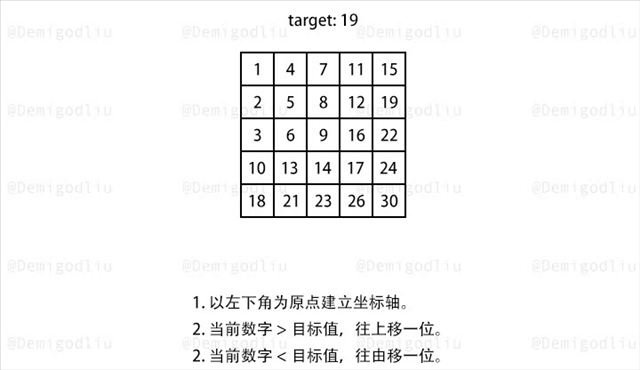 target: 19
1 4 7 11 15
2 5 8 12 19
3 6 9 16 22
10 13 14 17 24
18 21 23 26 30
1. 以左下角为原点建立坐标轴。
2. 当前数字 > 目标值，往上移一位。
2. 当前数字 < 目标值，往由移一位。
@Demigodliu @Demigodliu @Demigodliu @Demigodliu
@Demigodliu @Demigodliu @Demigodliu @Demigodliu
@Demigodliu @Demigodliu @Demigodliu @Demigodliu
@Demigodliu @Demigodliu @Demigodliu @Demigodliu
@Demigodliu @Demigodliu @Demigodliu @Demigodliu